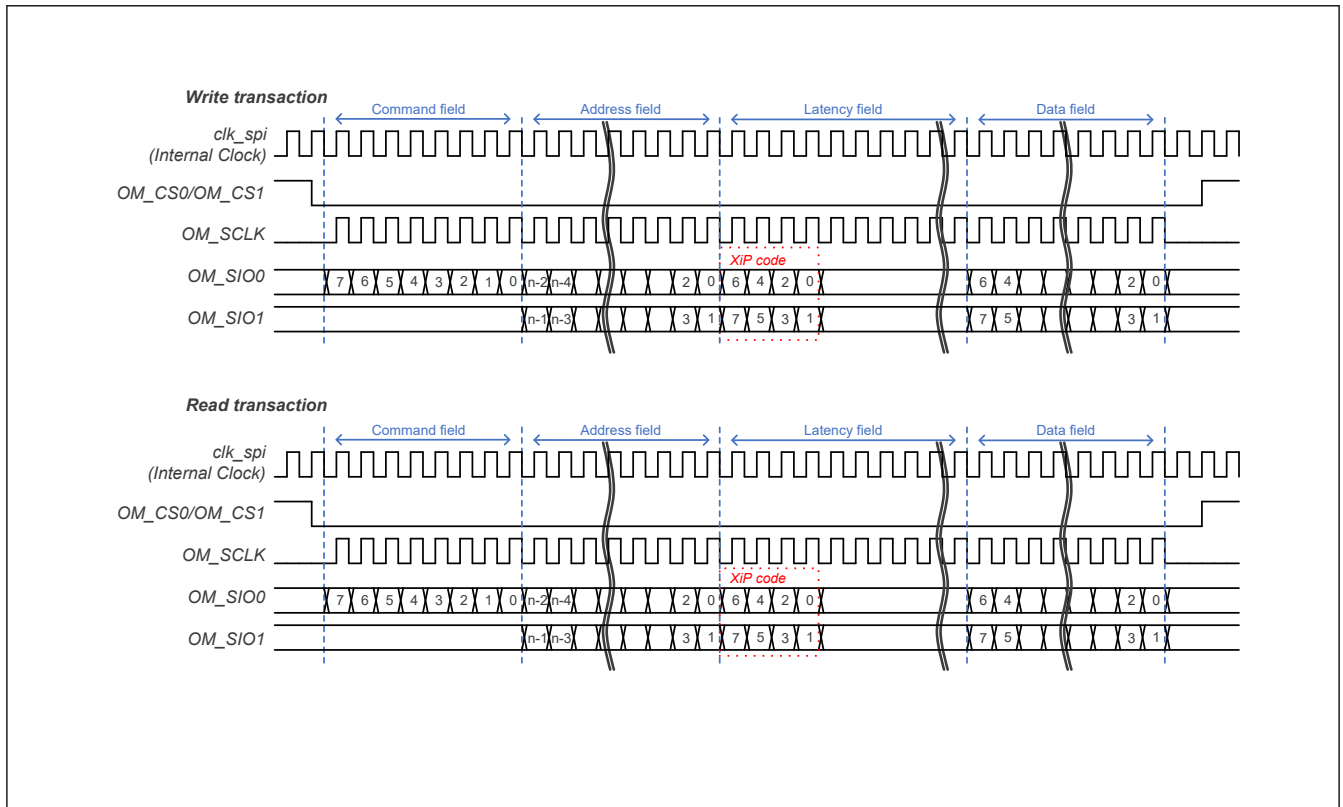 Write transaction
Command field Address field Latency field Data field
clk_spi
(Internal Clock)
OM_CS0/OM_CS1
OM_SCLK
XiP code
OM_SIO0 7 6 5 4 3 2 1 0 n-2 n-4 2 0 6 4 2 0 6 4 2 0
OM_SIO1 n-1 n-3 3 1 7 5 3 1 7 5 3 1
Read transaction
Command field Address field Latency field Data field
clk_spi
(Internal Clock)
OM_CS0/OM_CS1
OM_SCLK
XiP code
OM_SIO0 7 6 5 4 3 2 1 0 n-2 n-4 2 0 6 4 2 0 6 4 2 0
OM_SIO1 n-1 n-3 3 1 7 5 3 1 7 5 3 1